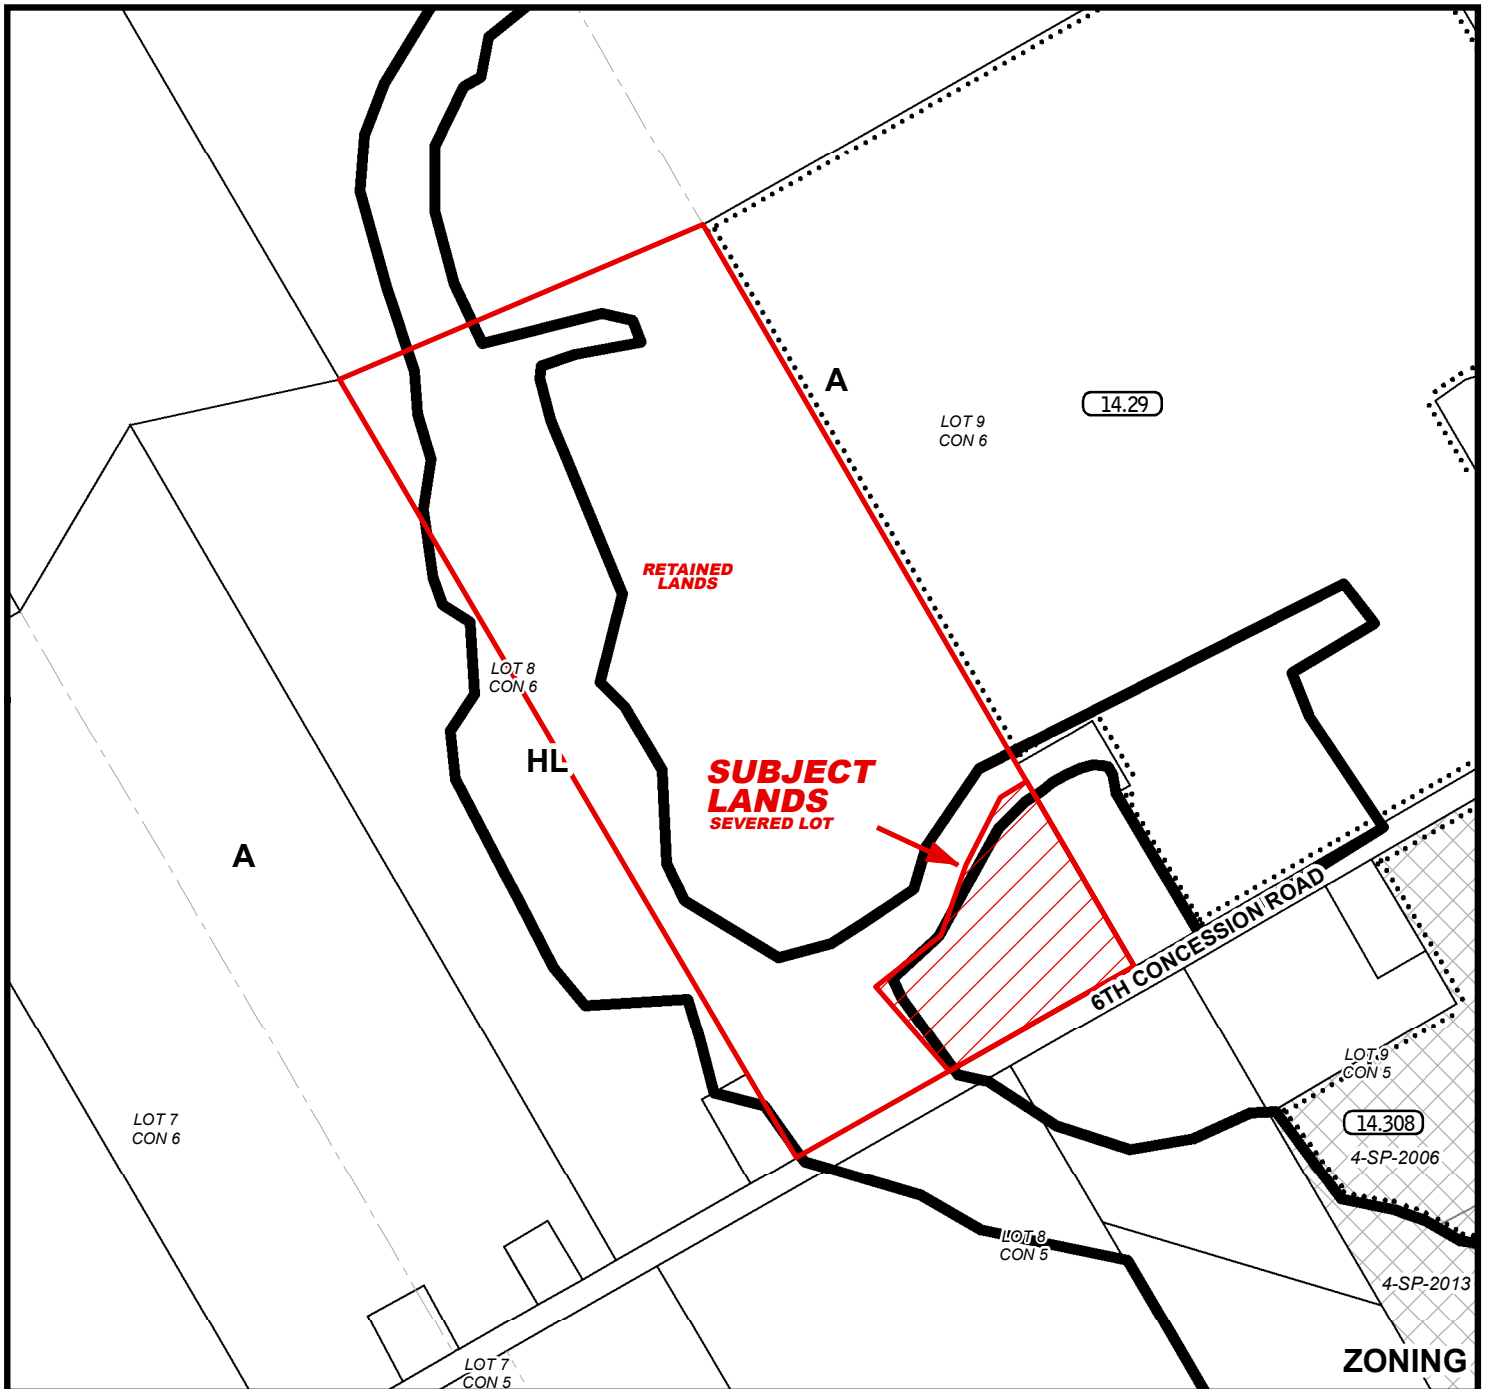 A
14.29
LOT 9
CON 6
RETAINED
LANDS
LOT 8
CON 6
HL
SUBJECT
LANDS
SEVERED LOT
A
6TH CONCESSION ROAD
LOT 9
CON 5
LOT 7
CON 6
14.308
4-SP-2006
LOT 8
CON 5
4-SP-2013
ZONING
LOT 7
CON 5